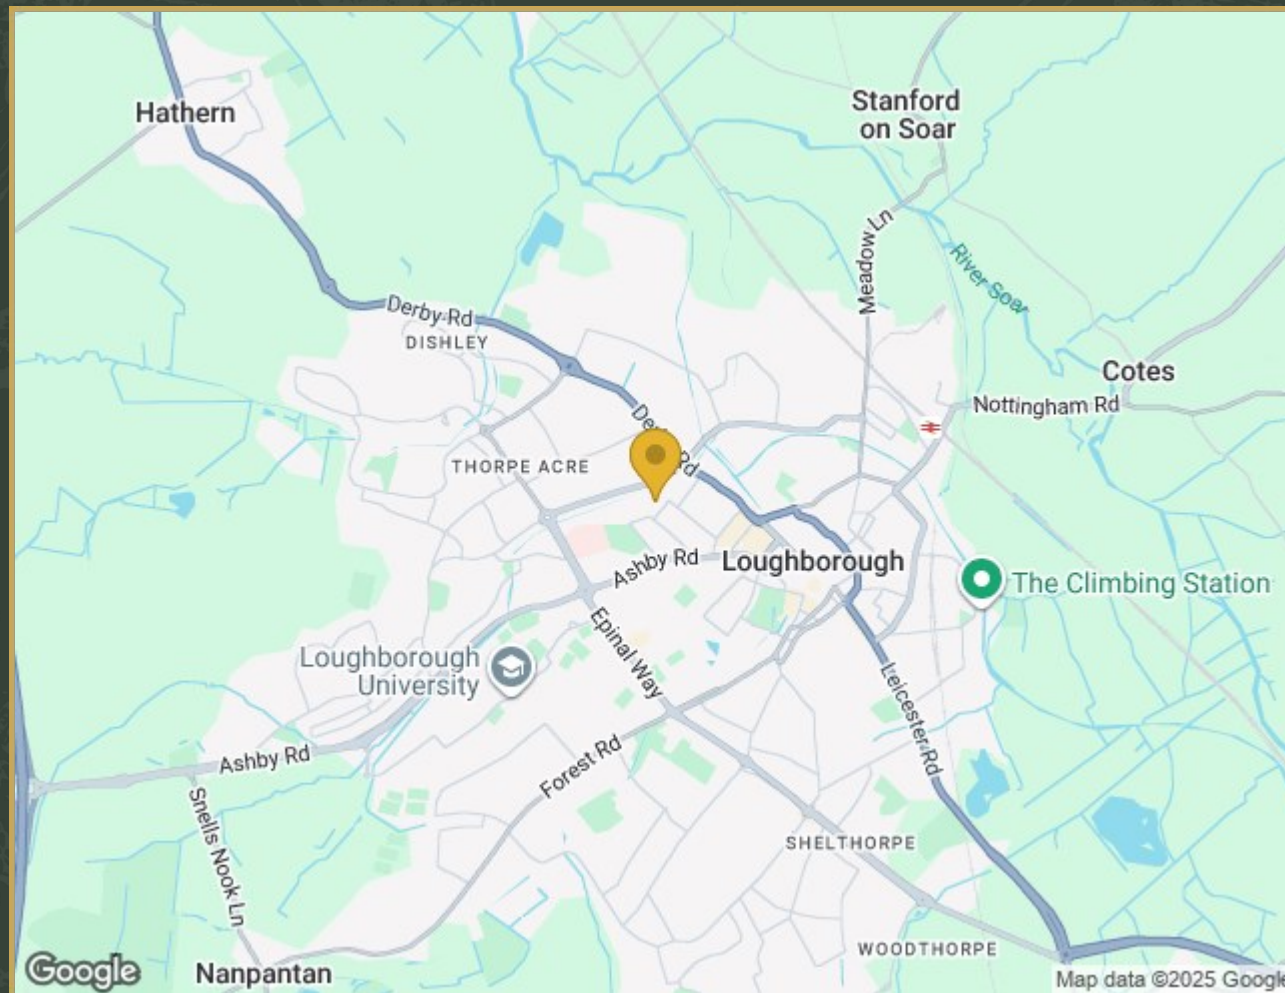 Hathern
Stanford
on Soar
Meadow Ln
River Soar
Derby Rd
DISHLEY
Cotes
Nottingham Rd
THORPE ACRE
Ashby Rd
Loughborough
The Climbing Station
Epinal Way
Loughborough
University
Leicester Rd
Ashby Rd
Forest Rd
Snells Nook Ln
SHELTHORPE
WOODTHORPE
Nanpantan
Google
Map data ©2025 Google